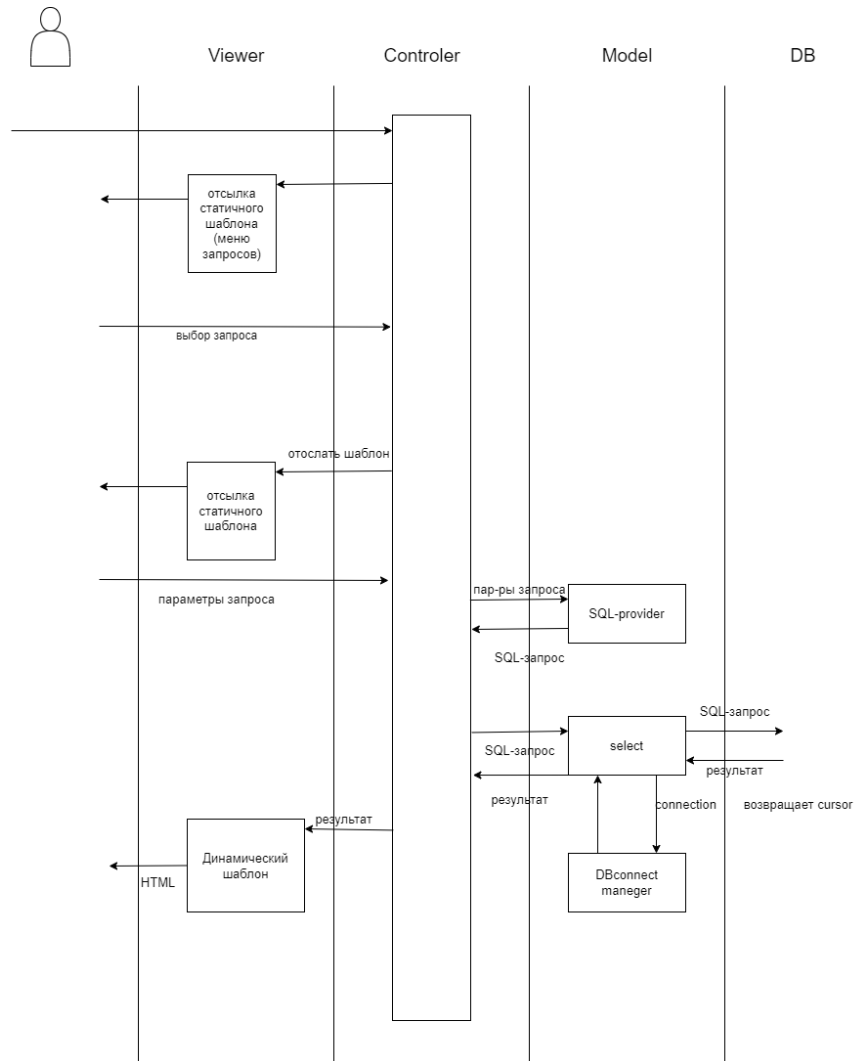 Viewer
Controler
Model
DB
отсылка
статичного
шаблона
(меню
запросов)
выбор запроса
отослать шаблон
отсылка
статичного
шаблона
пар-ры запроса
параметры запроса
SQL-provider
SQL-запрос
SQL-запрос
SQL-запрос
select
результат
результат
connection
возвращает cursor
результат
Динамический
шаблон
HTML
DBconnect
maneger